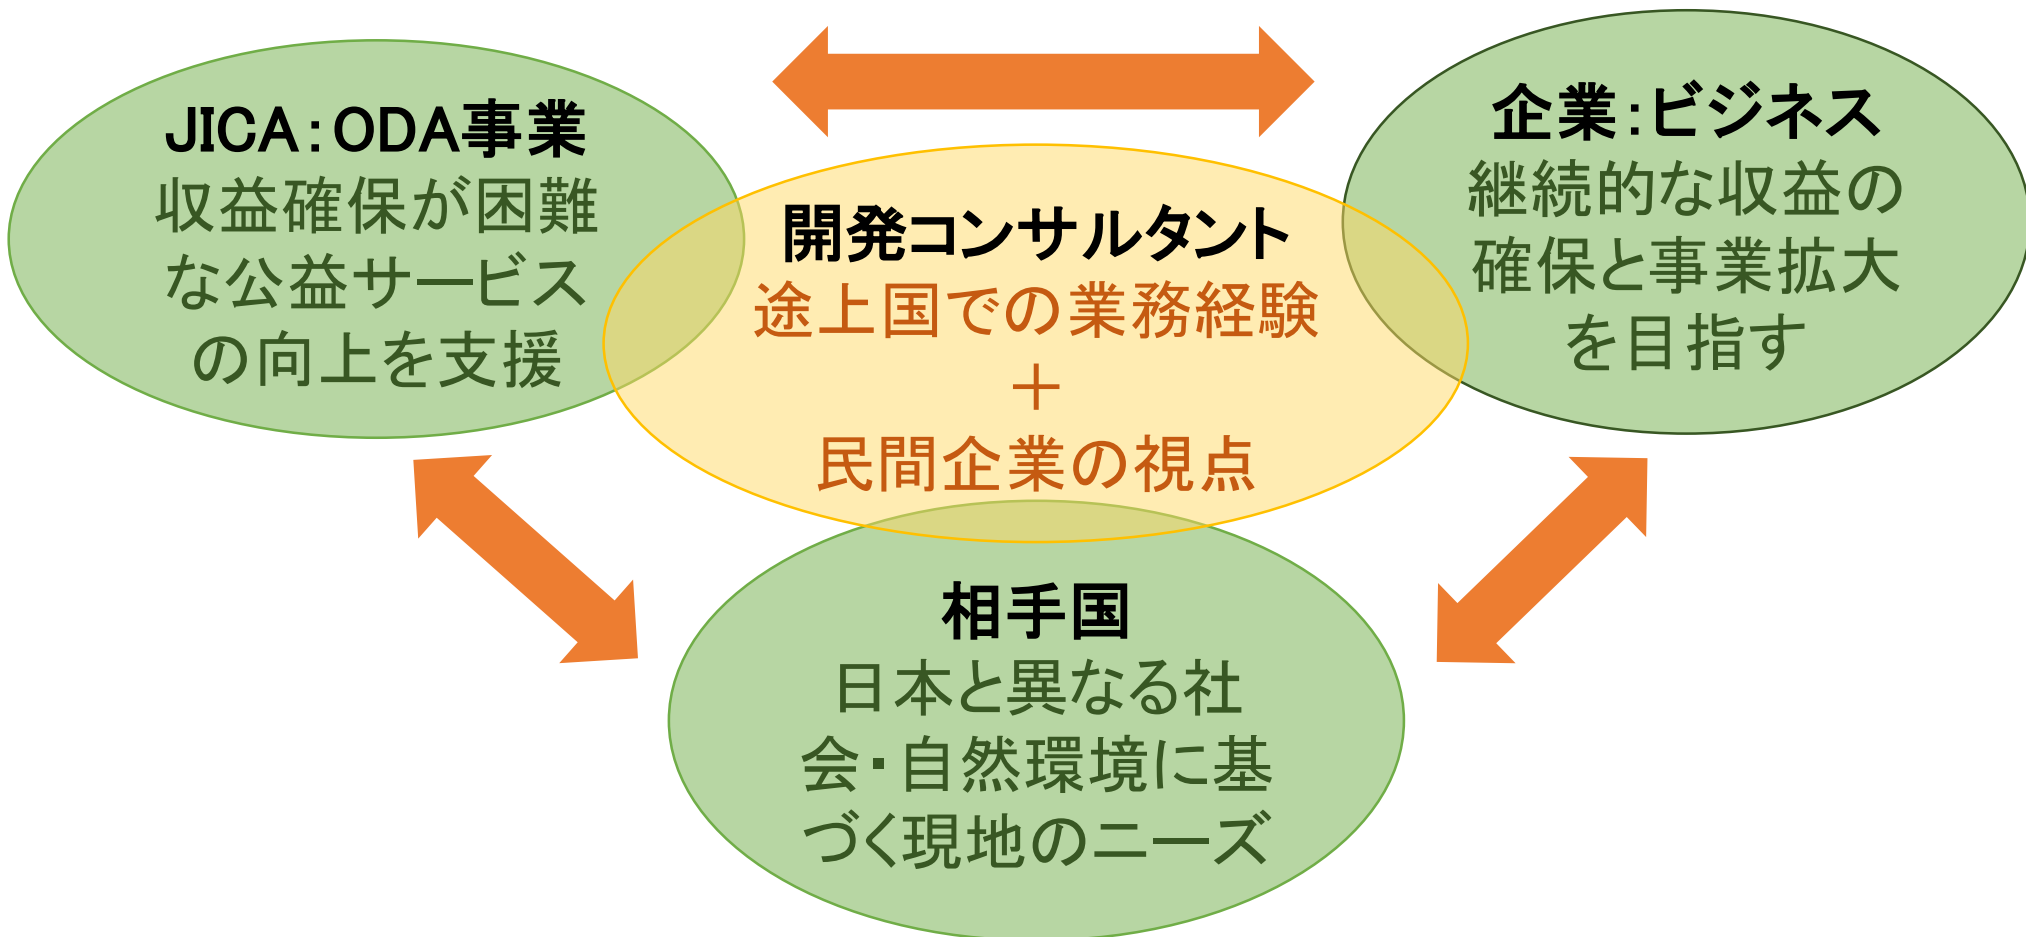 JICA：ODA事業
収益確保が困難
な公益サービス
の向上を支援
企業：ビジネス
継続的な収益の
確保と事業拡大
を目指す
開発コンサルタント
途上国での業務経験
＋
民間企業の視点
相手国
日本と異なる社
会・自然環境に基
づく現地のニーズ